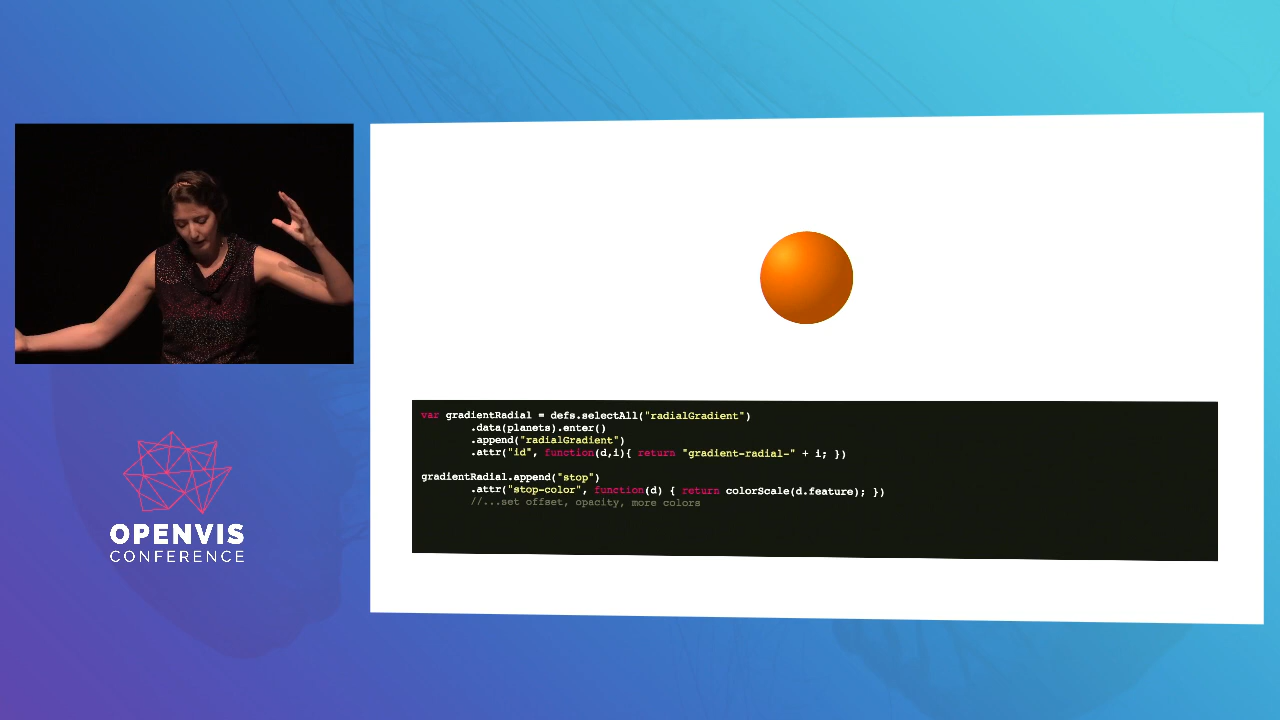 var gradientRadial = defs.selectAll("radialGradient")
.data(planets).enter()
.append("radialGradient")
.attr("id", function(d,i){ return "gradient-radial-" + i; })
gradientRadial.append("stop")
.attr("stop-color", function(d) { return colorScale(d.feature); })
//...set offset, opacity, more colors
OPENVIS
CONFERENCE